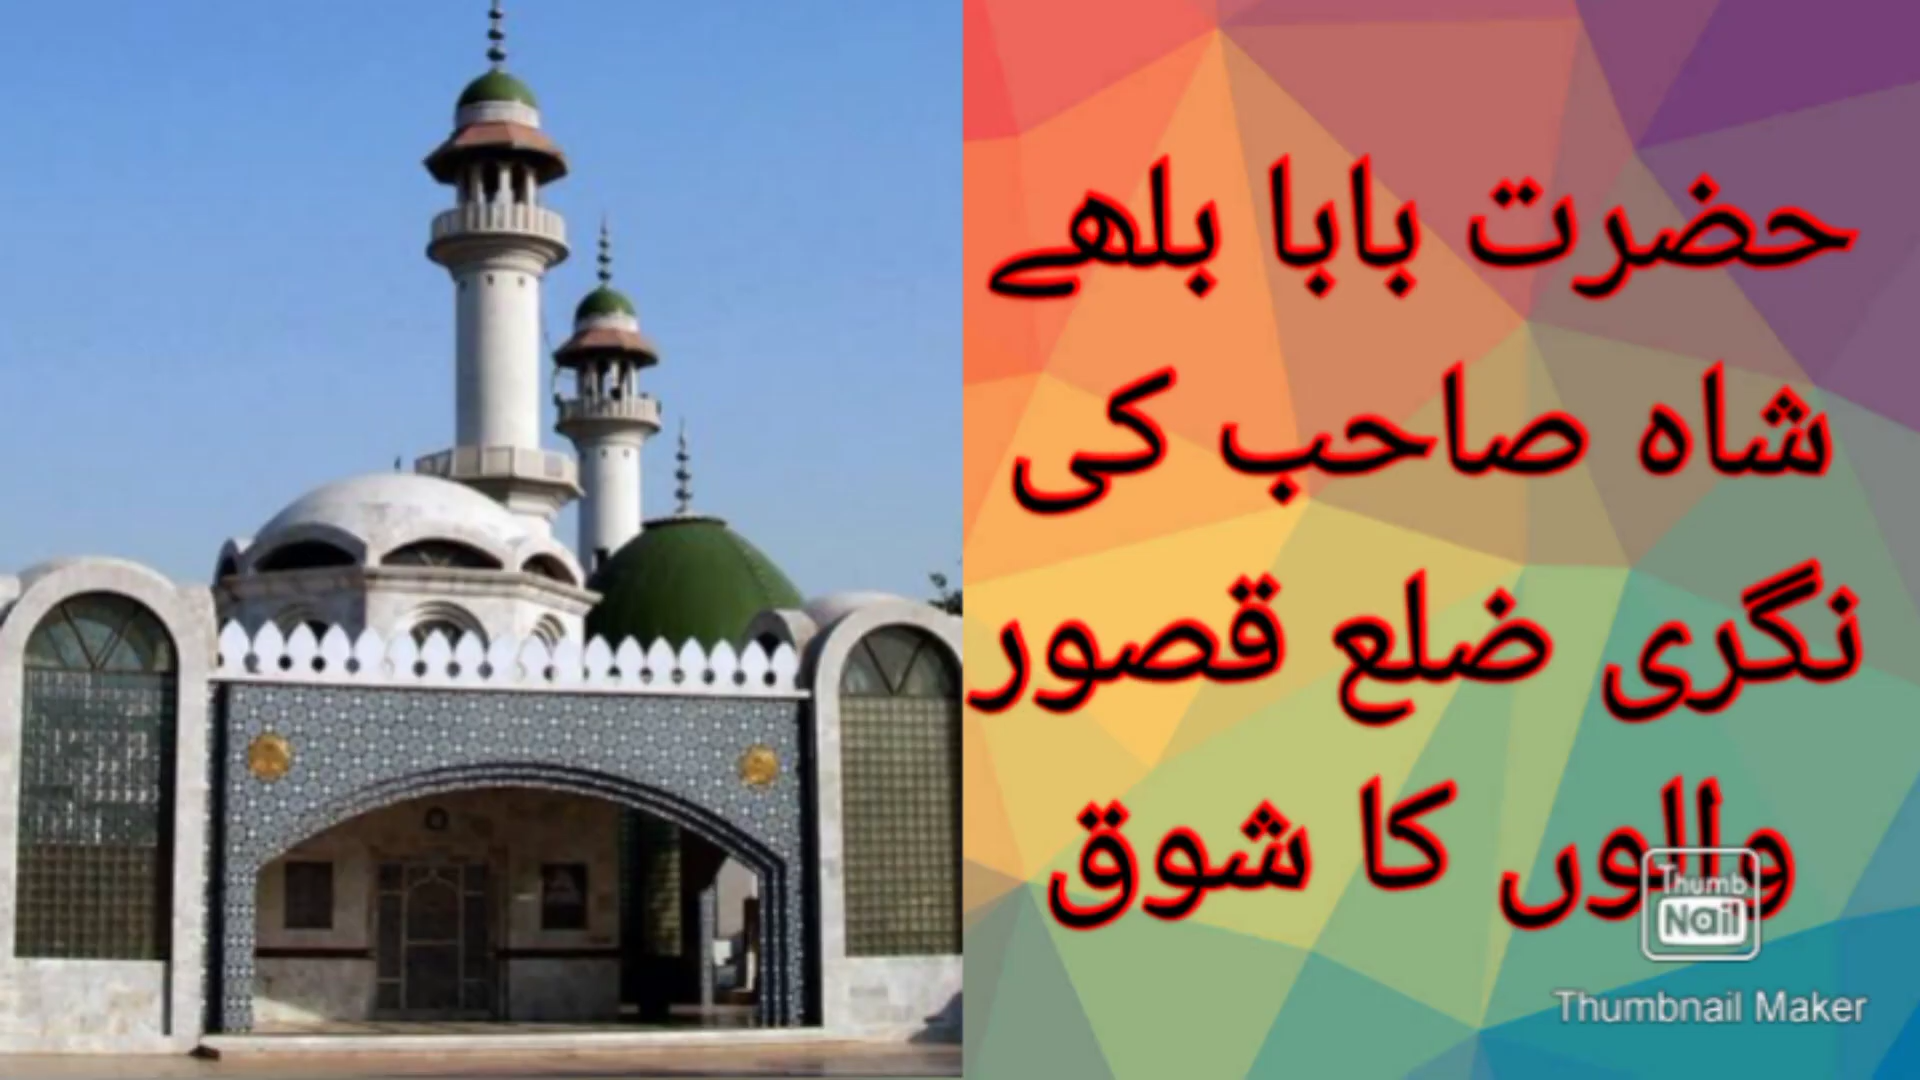 حضرت بابا بلھے
شاہ صاحب کی
نگری ضلع قصور
والوں کا شوق
Thumb
Nail
Thumbnail Maker